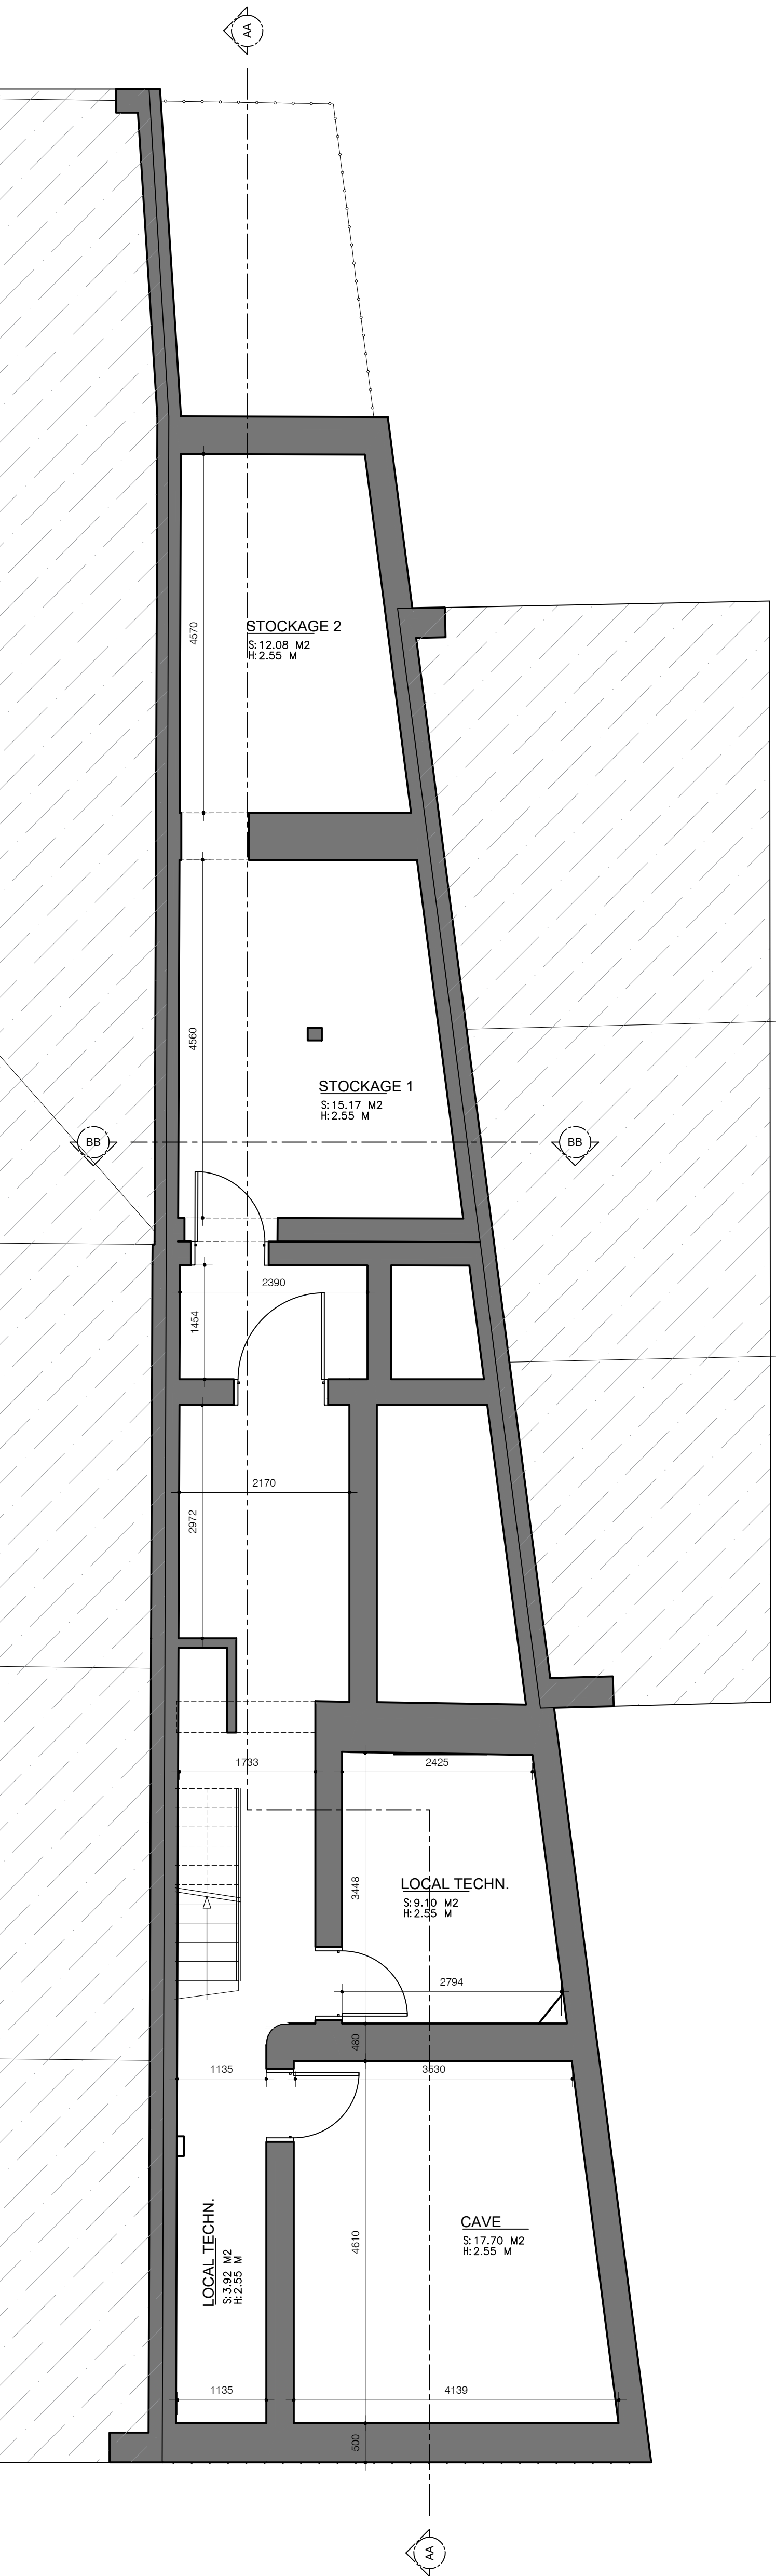 AA
4570
STOCKAGE 2
S: 12.08 M2
H: 2.55 M
4560
STOCKAGE 1
S: 15.17 M2
H: 2.55 M
BB
BB
2390
1454
2170
2972
1733
2425
3448
LOCAL TECHN.
S: 9.10 M2
H: 2.55 M
2794
480
1135
3530
LOCAL TECHN.
S: 3.92 M2
H: 2.55 M
4610
CAVE
S: 17.70 M2
H: 2.55 M
1135
4139
500
AA